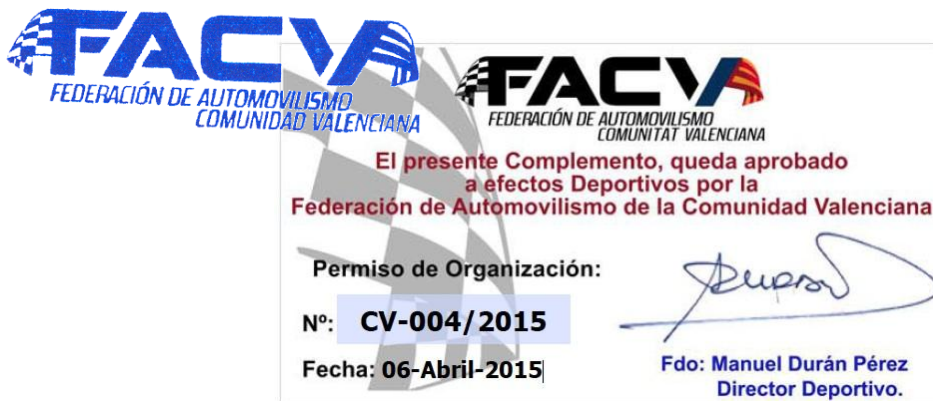 FACV
FEDERACIÓN DE AUTOMOVILISMO
COMUNIDAD VALENCIANA
FACV
FEDERACIÓN DE AUTOMOVILISMO
COMUNITAT VALENCIANA
El presente Complemento, queda aprobado
a efectos Deportivos por la
Federación de Automovilismo de la Comunidad Valenciana
Permiso de Organización:
Nº: CV-004/2015
Fecha: 06-Abril-2015
Fdo: Manuel Durán Pérez
Director Deportivo.